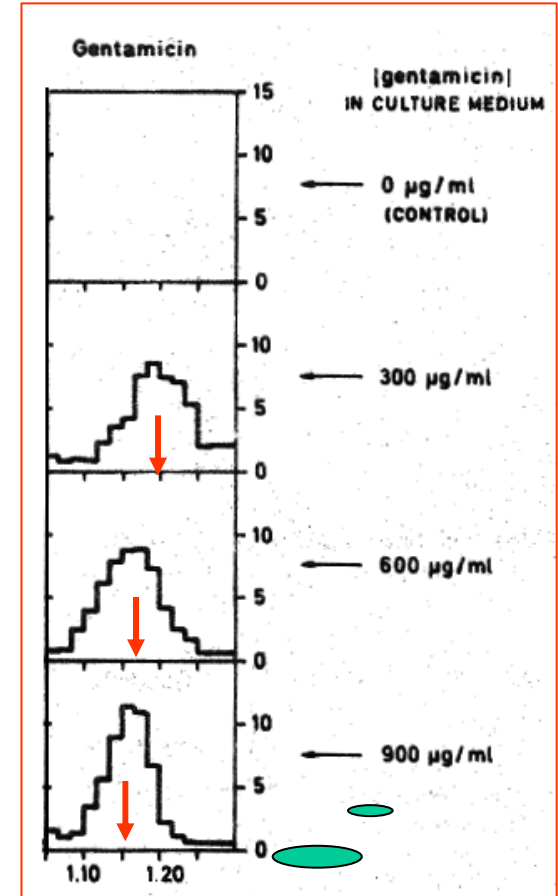 Gentamicin
|gentamicin|
IN CULTURE MEDIUM
15
10
5
0
0 µg/ml
(CONTROL)
10
5
0
300 µg/ml
10
5
0
600 µg/ml
10
5
0
900 µg/ml
1.10 1.20